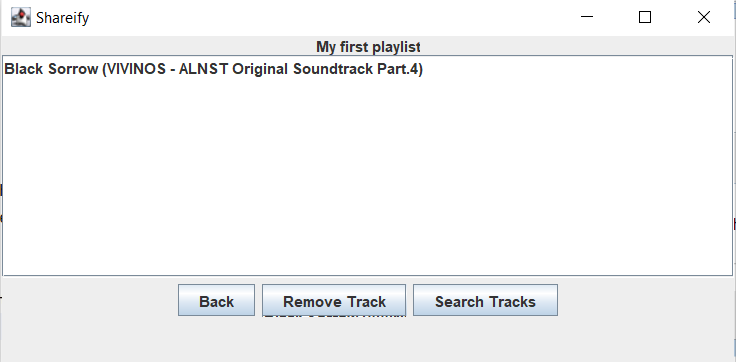 Shareify
My first playlist
Black Sorrow (VIVINOS - ALNST Original Soundtrack Part.4)
Back
Remove Track
Search Tracks